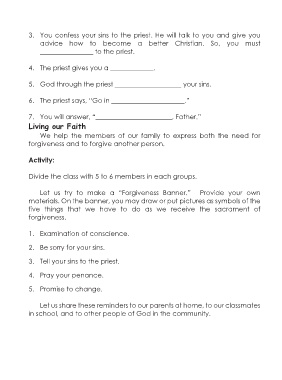 3. You confess your sins to the priest. He will talk to you and give you
advice how to become a better Christian. So, you must
________________ to the priest.
4. The priest gives you a _____________.
5. God through the priest ____________________ your sins.
6. The priest says, "Go in ______________________."
7. You will answer, "______________________, Father."
Living our Faith
We help the members of our family to express both the need for
forgiveness and to forgive another person.
Activity:
Divide the class with 5 to 6 members in each groups.
Let us try to make a "Forgiveness Banner." Provide your own
materials. On the banner, you may draw or put pictures as symbols of the
five things that we have to do as we receive the sacrament of
forgiveness.
1. Examination of conscience.
2. Be sorry for your sins.
3. Tell your sins to the priest.
4. Pray your penance.
5. Promise to change.
Let us share these reminders to our parents at home, to our classmates
in school, and to other people of God in the community.